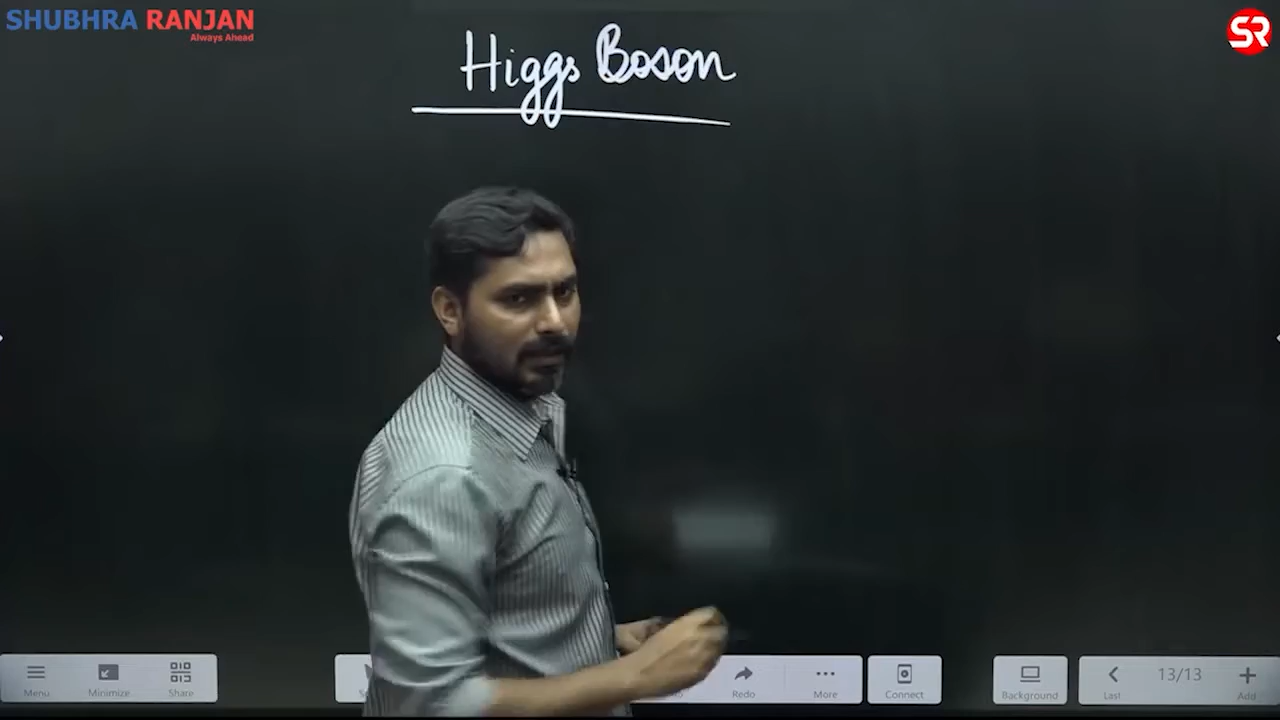 SHUBHRA RANJAN
Always Ahead
SR
Higgs Boson
Menu
Minimize
Share
Redo
More
Connect
Background
Last
13/13
Add